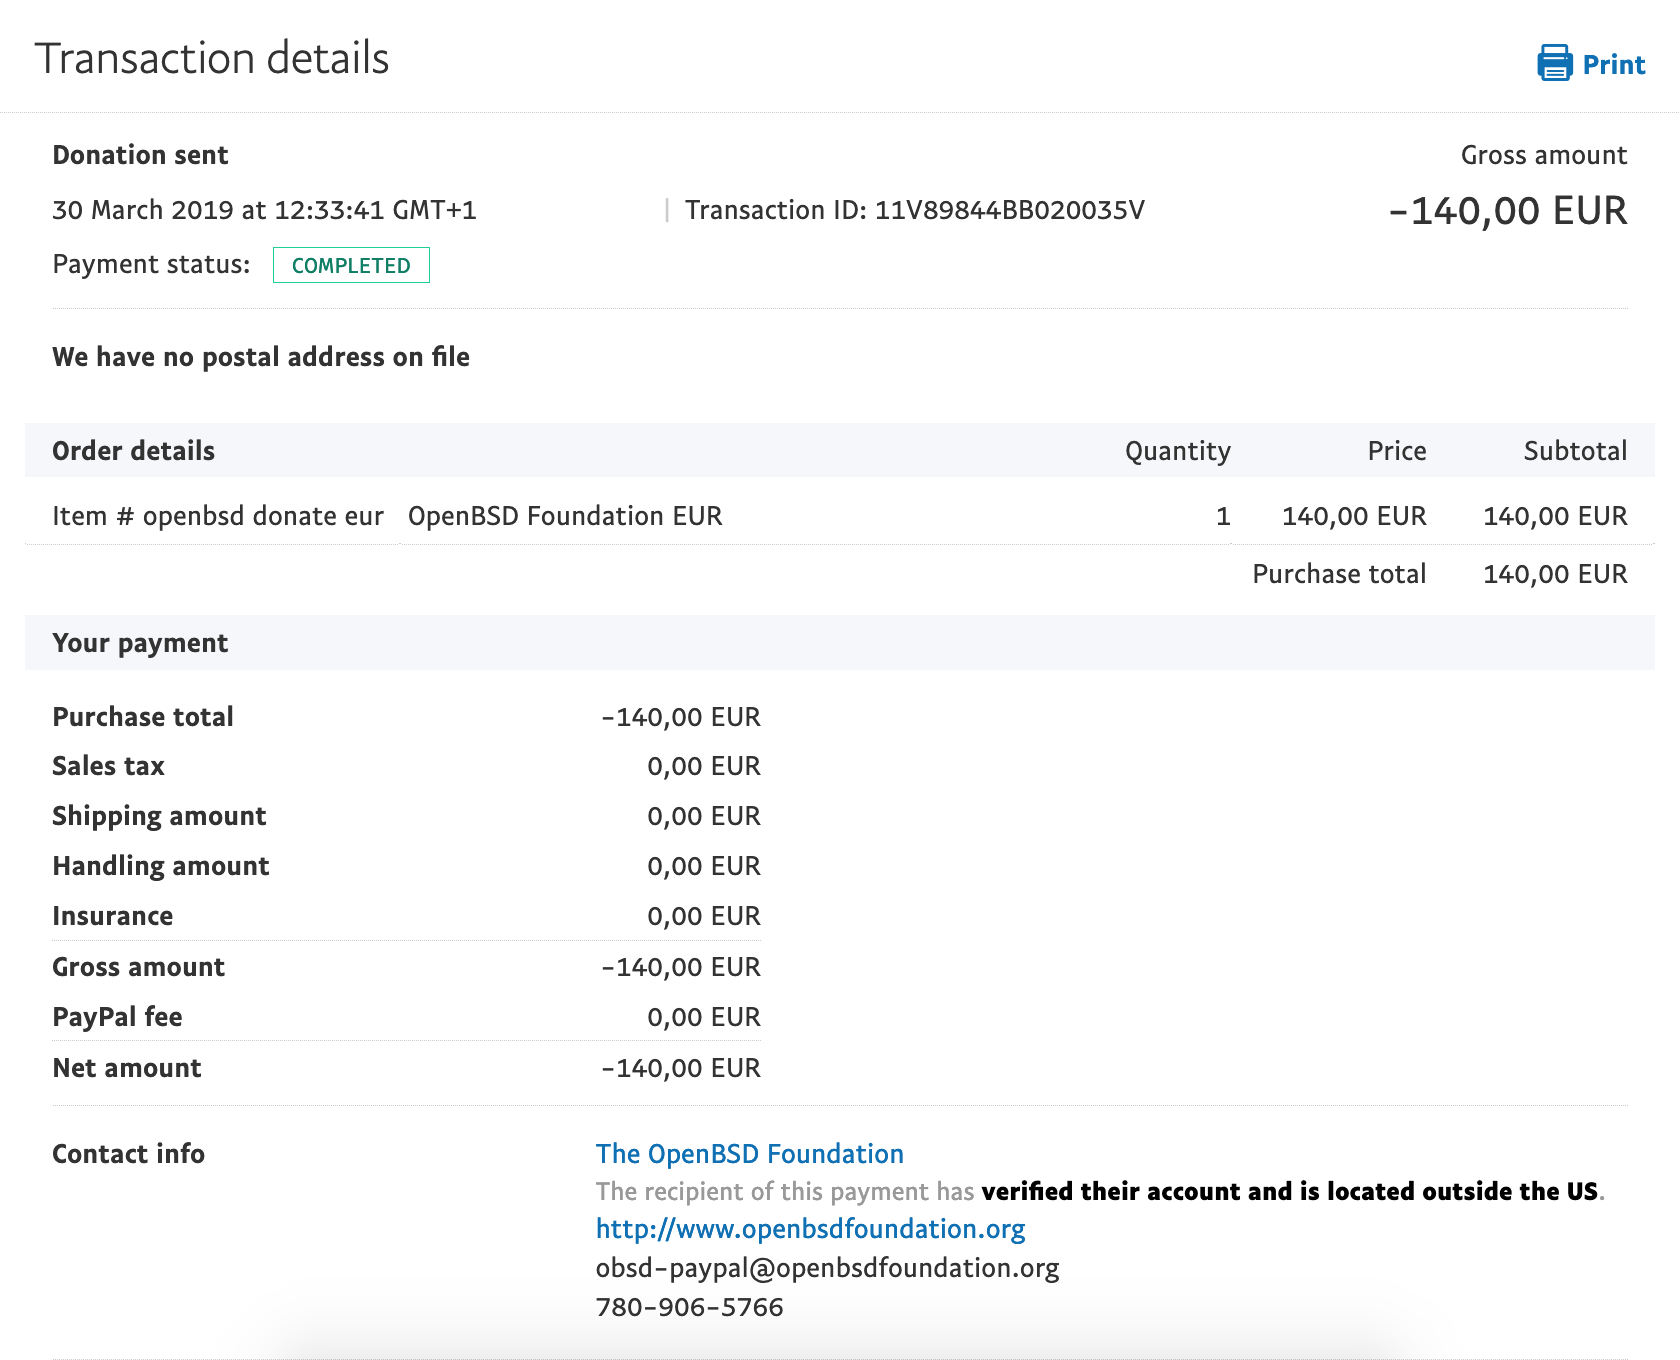 Transaction details
Print
Donation sent
Gross amount
30 March 2019 at 12:33:41 GMT+1 | Transaction ID: 11V89844BB020035V
-140,00 EUR
Payment status: COMPLETED
We have no postal address on file
Order details Quantity Price Subtotal
Item # openbsd donate eur OpenBSD Foundation EUR 1 140,00 EUR 140,00 EUR
Purchase total 140,00 EUR
Your payment
Purchase total -140,00 EUR
Sales tax 0,00 EUR
Shipping amount 0,00 EUR
Handling amount 0,00 EUR
Insurance 0,00 EUR
Gross amount -140,00 EUR
PayPal fee 0,00 EUR
Net amount -140,00 EUR
Contact info The OpenBSD Foundation
The recipient of this payment has verified their account and is located outside the US.
http://www.openbsdfoundation.org
obsd-paypal@openbsdfoundation.org
780-906-5766